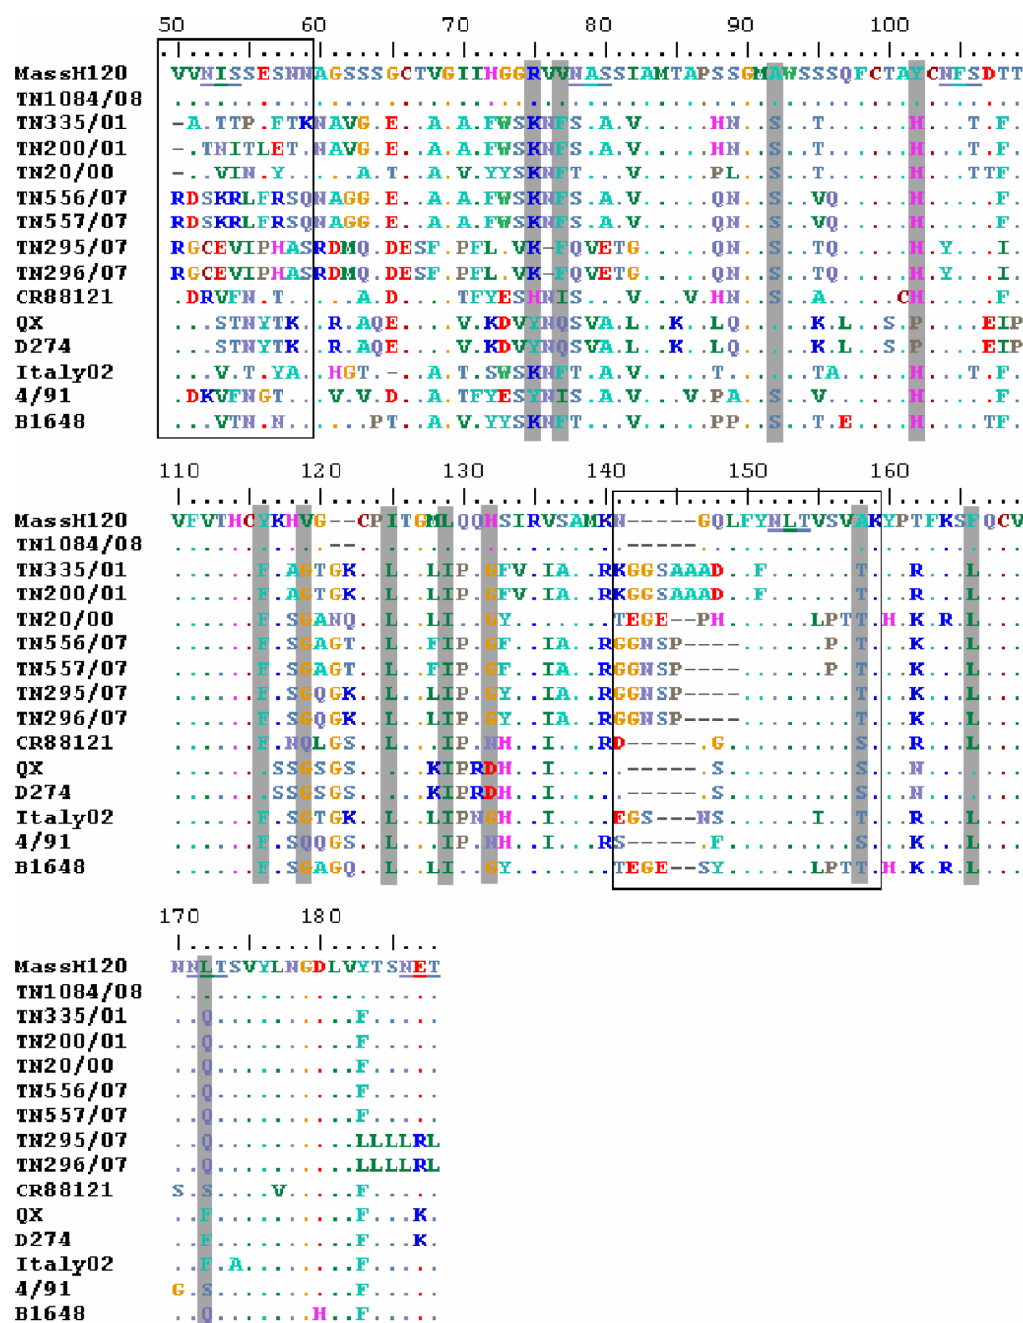 50 60 70 80 90 100
MassH120 VVNISSESNNAGSSSGCTVGIIHGGRVVNASSIAMTAPSSGMAWSSSQFCTAYCNFSDTT
TN1084/08 ............................................................
TN335/01 -A.TTP.FTKNAVG.E..A.A.FWSKNFS.A.V.....HN..S..T......H...T.F.
TN200/01 -.TNITLET.NAVG.E..A.A.FWSKNFS.A.V.....HN..S..T......H...T.F.
TN20/00 -..VIN.Y.....A.T..A.V.YYSKNFT...V.....PL..S..T......H...TTF.
TN556/07 RDSKRLFRSQNAGG.E..A.A.FWSKNFS.A.V.....QN..S..VQ.....H.....F.
TN557/07 RDSKRLFRSQNAGG.E..A.A.FWSKNFS.A.V.....QN..S..VQ.....H.....F.
TN295/07 RGCEVIPHASRDMQ.DESF.PFL.VK-FQVETG.....QN..S..TQ.....H.Y...I.
TN296/07 RGCEVIPHASRDMQ.DESF.PFL.VK-FQVETG.....QN..S..TQ.....H.Y...I.
CR88121 .DRVFN.T.....A.D....TFYESHNIS...V...V.HN..S..A.....CH.....F.
QX ...STNYTK..R.AQE....V.KDVYNQSVA.L..K..LQ.....K.L..S.P....EIP
D274 ...STNYTK..R.AQE....V.KDVYNQSVA.L..K..LQ.....K.L..S.P....EIP
Italy02 ...V.T.YA.HGT..-..A.T.SWSKNFT.A.V.....T...S..TA.....H...T.F.
4/91 .DKVFNGT...V.V.D..A.TFYESYNIS.A.V...V.PA..S..T......H.....F.
B1648 ...VTN.N......PT..A.V.YYSKNFT...V.....PP..S..T.E....H....TF.
110 120 130 140 150 160
MassH120 VFVTHCYKHVG--CPITGMLQQHSIRVSAMKN-----GQLFYNLTVSVAKYPTFKSFQCV
TN1084/08 ...........--...................-----.......................
TN335/01 ......F.AGTGK..L..LIP.GFV.IA..RKGGSAAAD..F......T...R...L...
TN200/01 ......F.AGTGK..L..LIP.GFV.IA..RKGGSAAAD..F......T...R...L...
TN20/00 ......F.SGANQ..L..LI..GY.......TEGE--PH......LPTT.H.K.R.L...
TN556/07 ......F.SGAGT..L..FIP.GF..IA..RGGNSP----......P.T...K...L...
TN557/07 ......F.SGAGT..L..FIP.GF..IA..RGGNSP----......P.T...K...L...
TN295/07 ......F.SGQGK..L..LIP.GY..IA..RGGNSP----........T...K...L...
TN296/07 ......F.SGQGK..L..LIP.GY..IA..RGGNSP----........T...K...L...
CR88121 ......F.NQLGS..L...IP.NH..I...RD-----.G.........S...R...L...
QX .......SSGSGS.....KIPRDH..I.....-----.S.........S...N.......
D274 .......SSGSGS.....KIPRDH..I.....-----.S.........S...N.......
Italy02 ......F.SGTGK..L..LIPNGH..I....EGS---NS......I..T...R...L...
4/91 ......F.SQQGS..L...IP.NH..I...RS-----.F.........S...R...L...
B1648 ......F.SGAGQ..L..LI..GY.......TEGE--SY......LPTT.H.K.R.L...
170 180
MassH120 NNLTSVYLNGDLVYTSNET
TN1084/08 ...................
TN335/01 ..Q..........F.....
TN200/01 ..Q..........F.....
TN20/00 ..Q..........F.....
TN556/07 ..Q..........F.....
TN557/07 ..Q..........F.....
TN295/07 ..Q..........LLLLRL
TN296/07 ..Q..........LLLLRL
CR88121 S.S....V.....F.....
QX ..F..........F...K.
D274 ..F..........F...K.
Italy02 ..F.A........F.....
4/91 G.S..........F.....
B1648 ..Q.......H..F.....